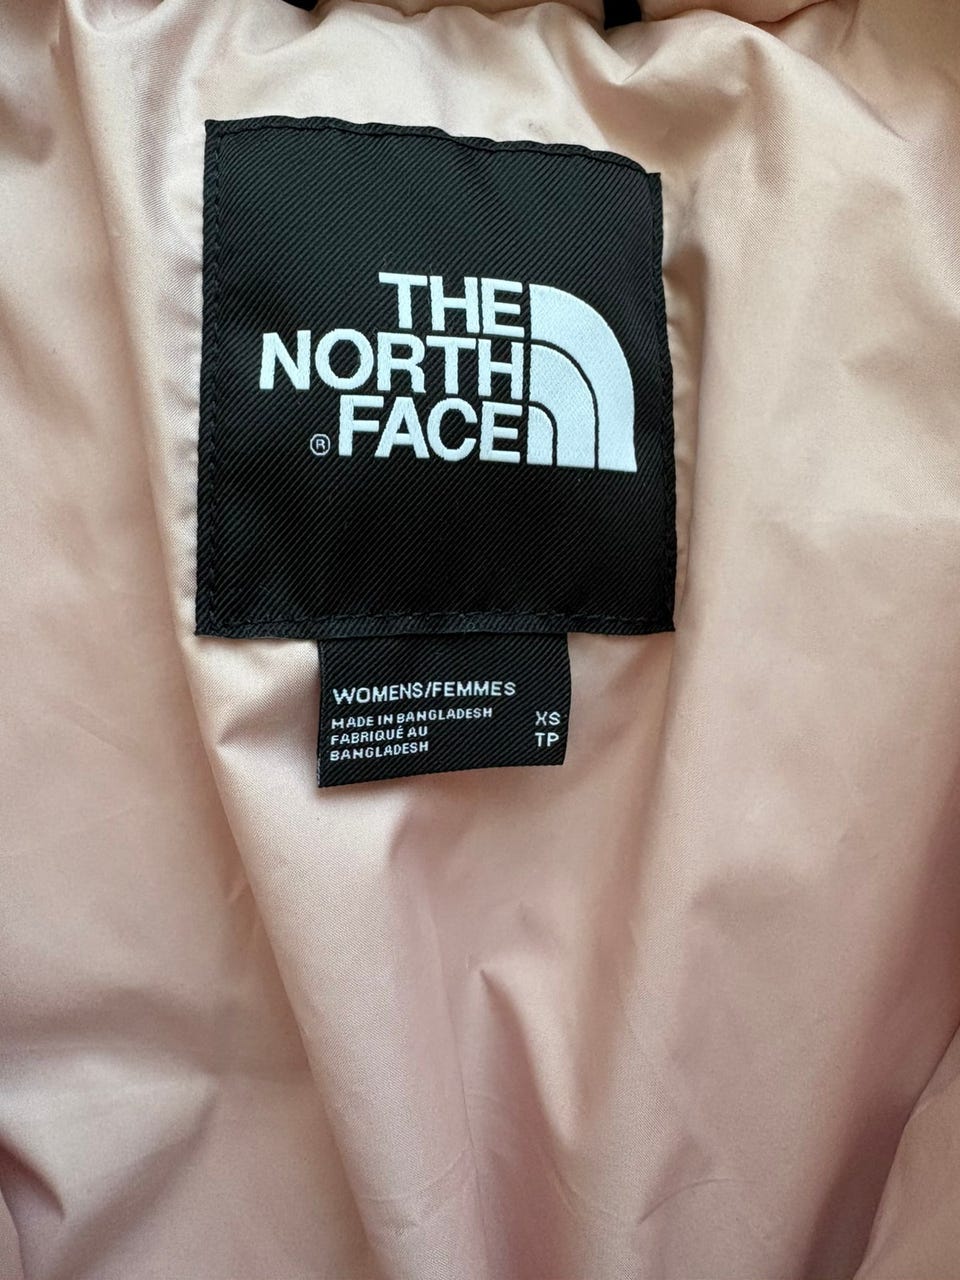 THE
NORTH
® FACE
WOMENS/FEMMES
MADE IN BANGLADESH XS
FABRIQUÉ AU TP
BANGLADESH